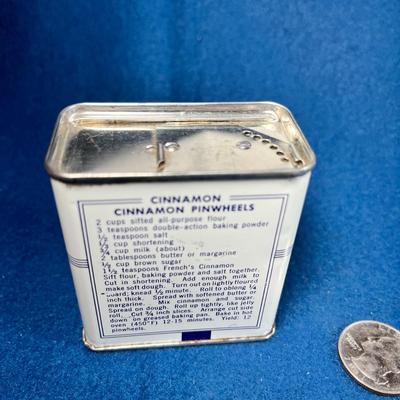 CINNAMON
CINNAMON PINWHEELS
2 cups sifted all-purpose flour
3 teaspoons double-action baking powder
½ teaspoon salt
cup shortening
¾ cup milk (about)
2 tablespoons butter or margarine
½ cup brown sugar
1½ teaspoons French's Cinnamon
Sift flour, baking powder and salt together.
Cut in shortening. Add enough milk to
make soft dough. Turn out on lightly floured
board; knead ½ minute. Roll to oblong ¼
inch thick. Spread with softened butter or
margarine. Mix cinnamon and sugar.
Spread on dough. Roll up tightly, like jelly
roll. Cut ¾ inch slices. Arrange cut side
down on greased baking pan. Bake in hot
oven (450°F) 12-15 minutes. Yield: 12
pinwheels.